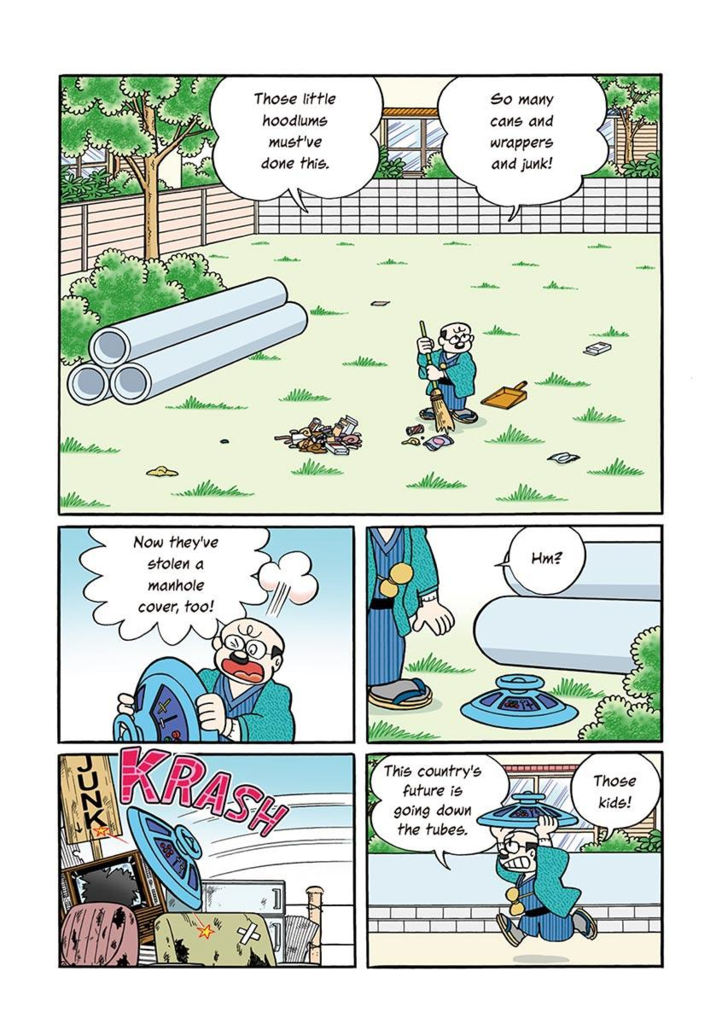 So many
cans and
wrappers
and junk!
Those little
hoodlums
must've
done this.
Hm?
Now they've
stolen a
manhole
cover, too!
Those
kids!
This country's
future is
going down
the tubes.
KRASH
JUNK